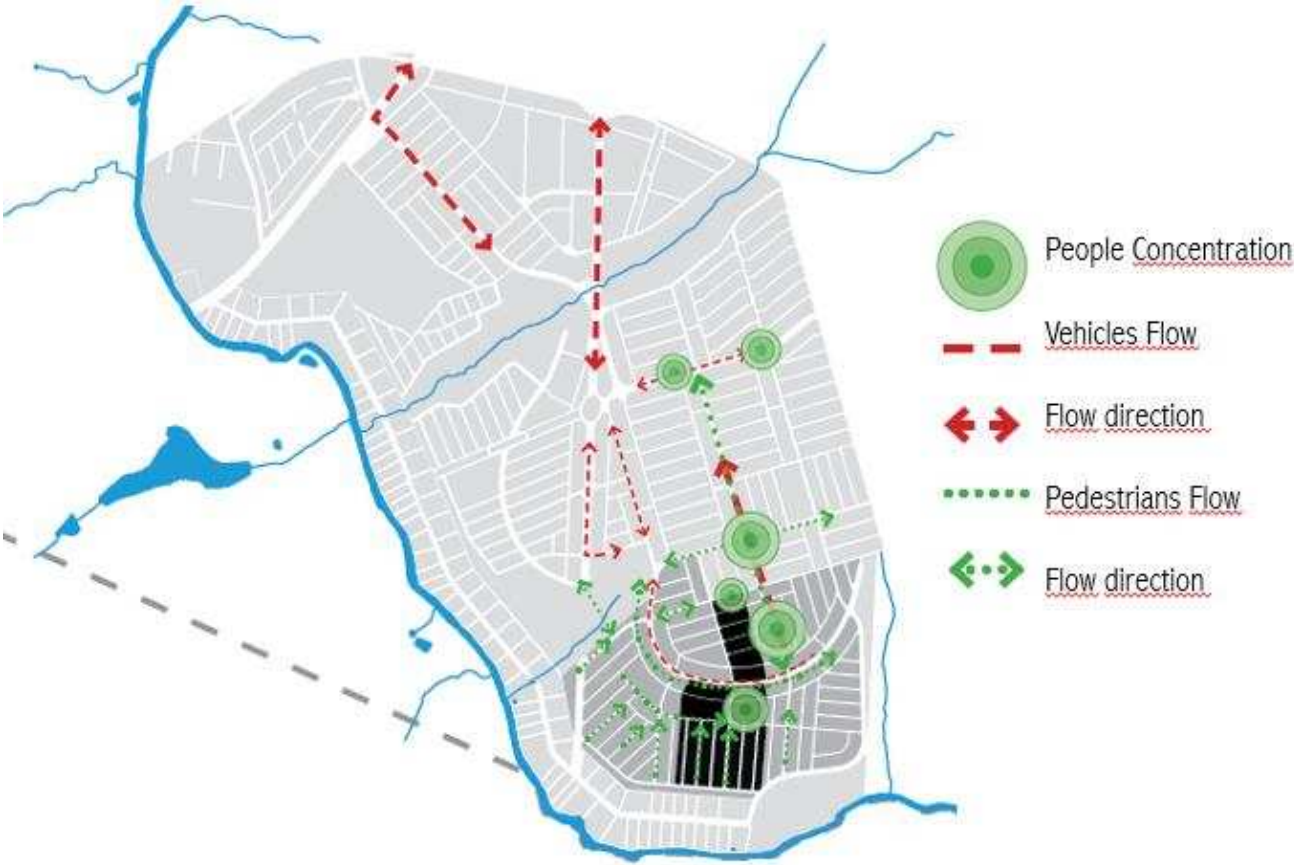 People Concentration
Vehicles Flow
Flow direction
Pedestrians Flow
Flow direction